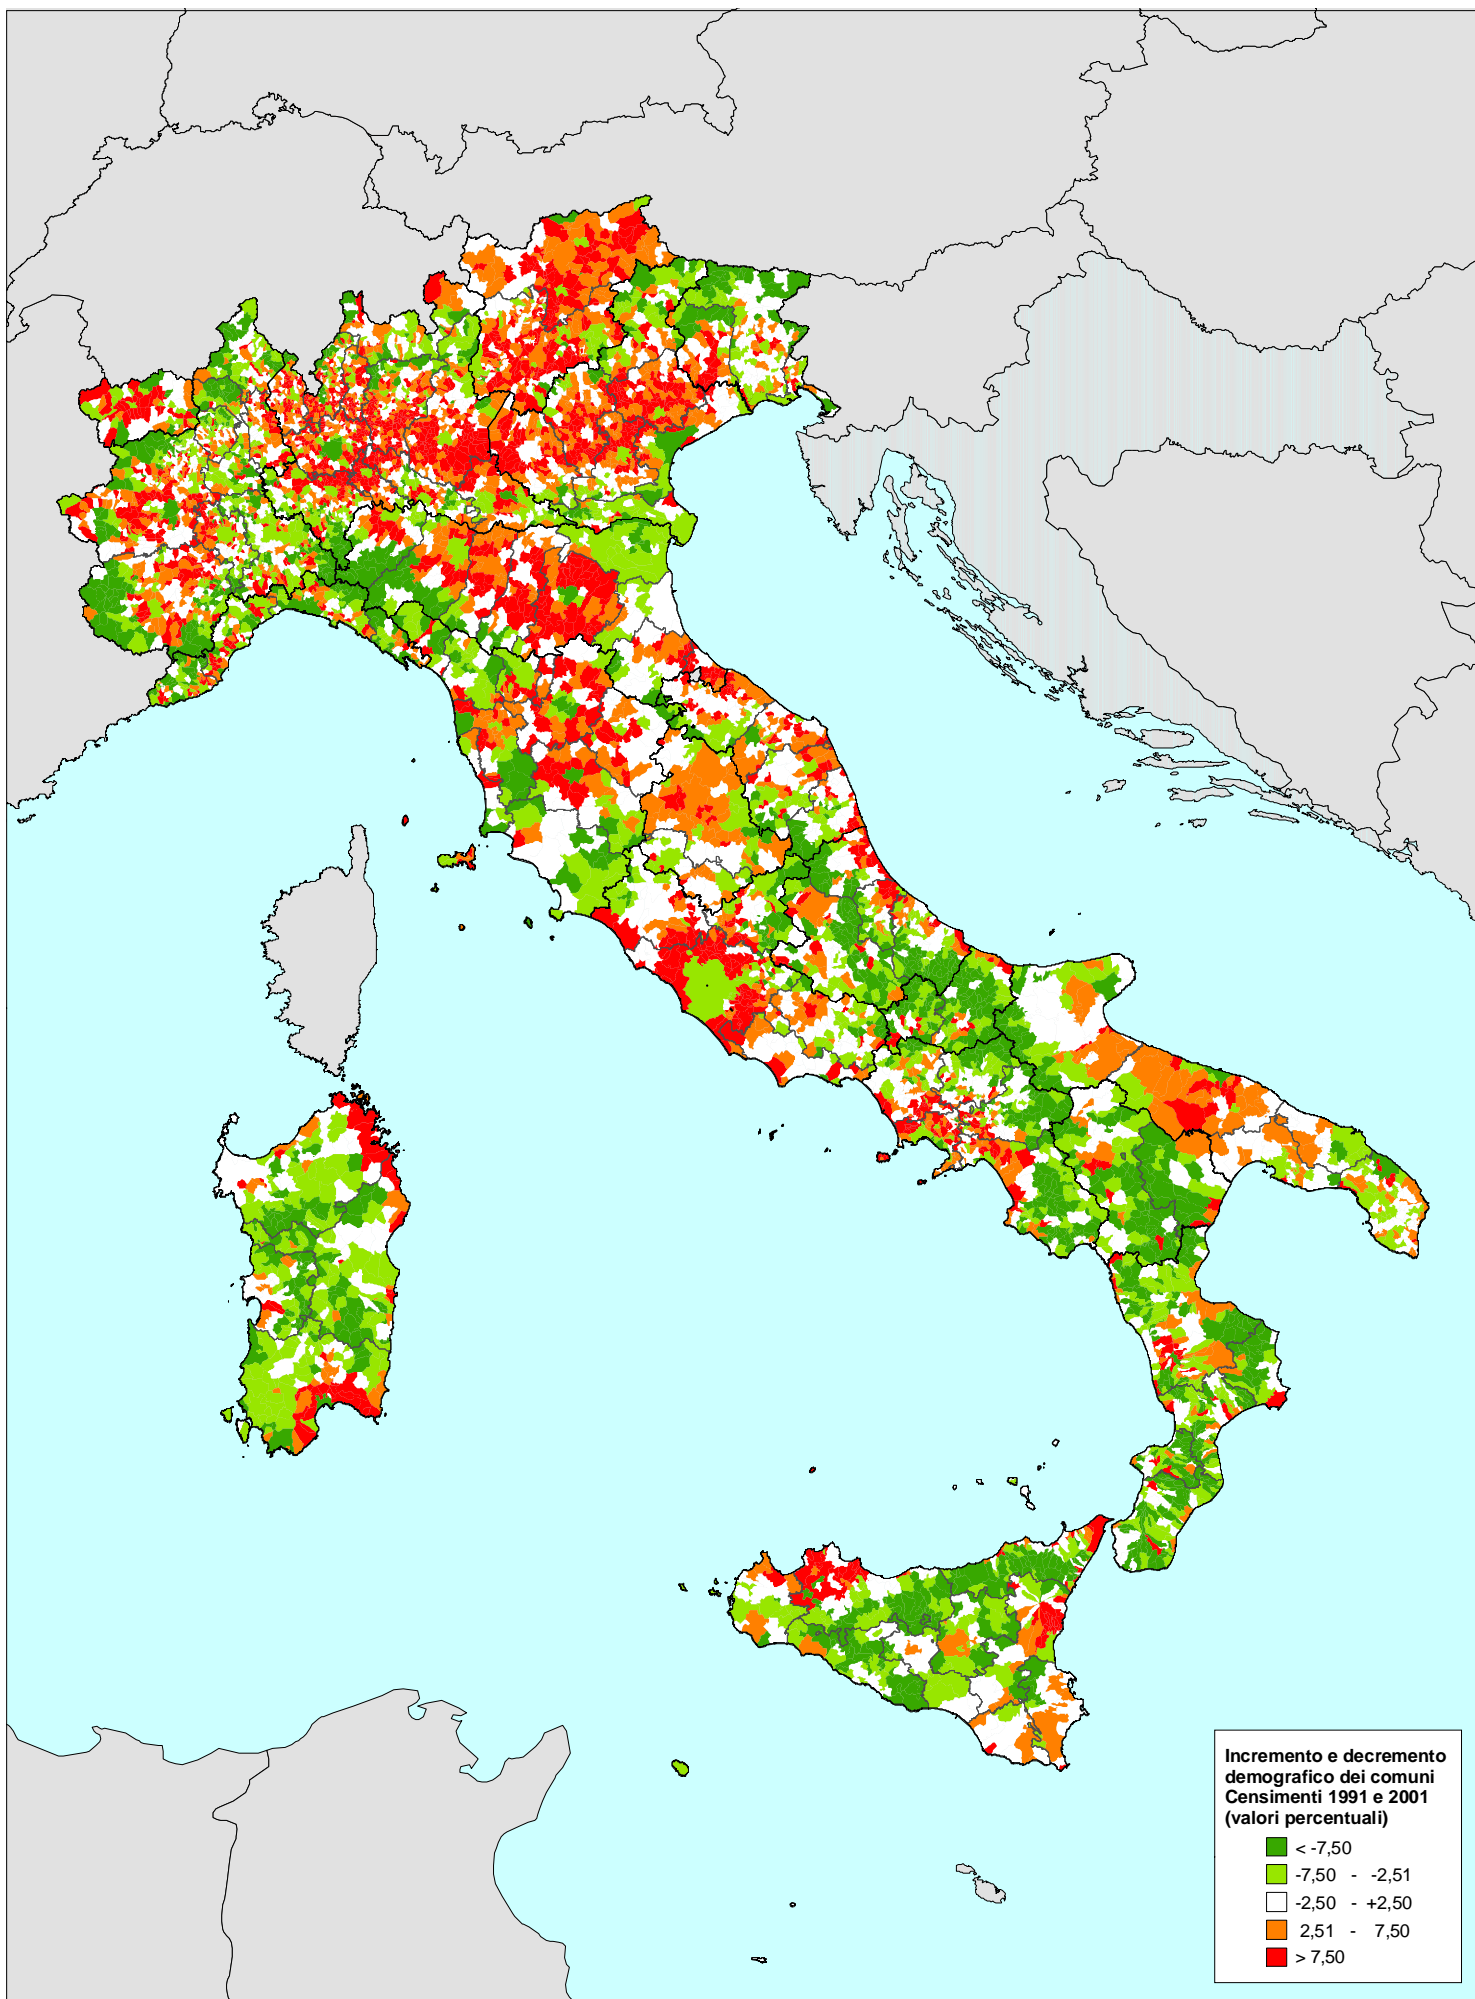 Incremento e decremento
demografico dei comuni
Censimenti 1991 e 2001
(valori percentuali)
< -7,50
-7,50 - -2,51
-2,50 - +2,50
2,51 - 7,50
> 7,50